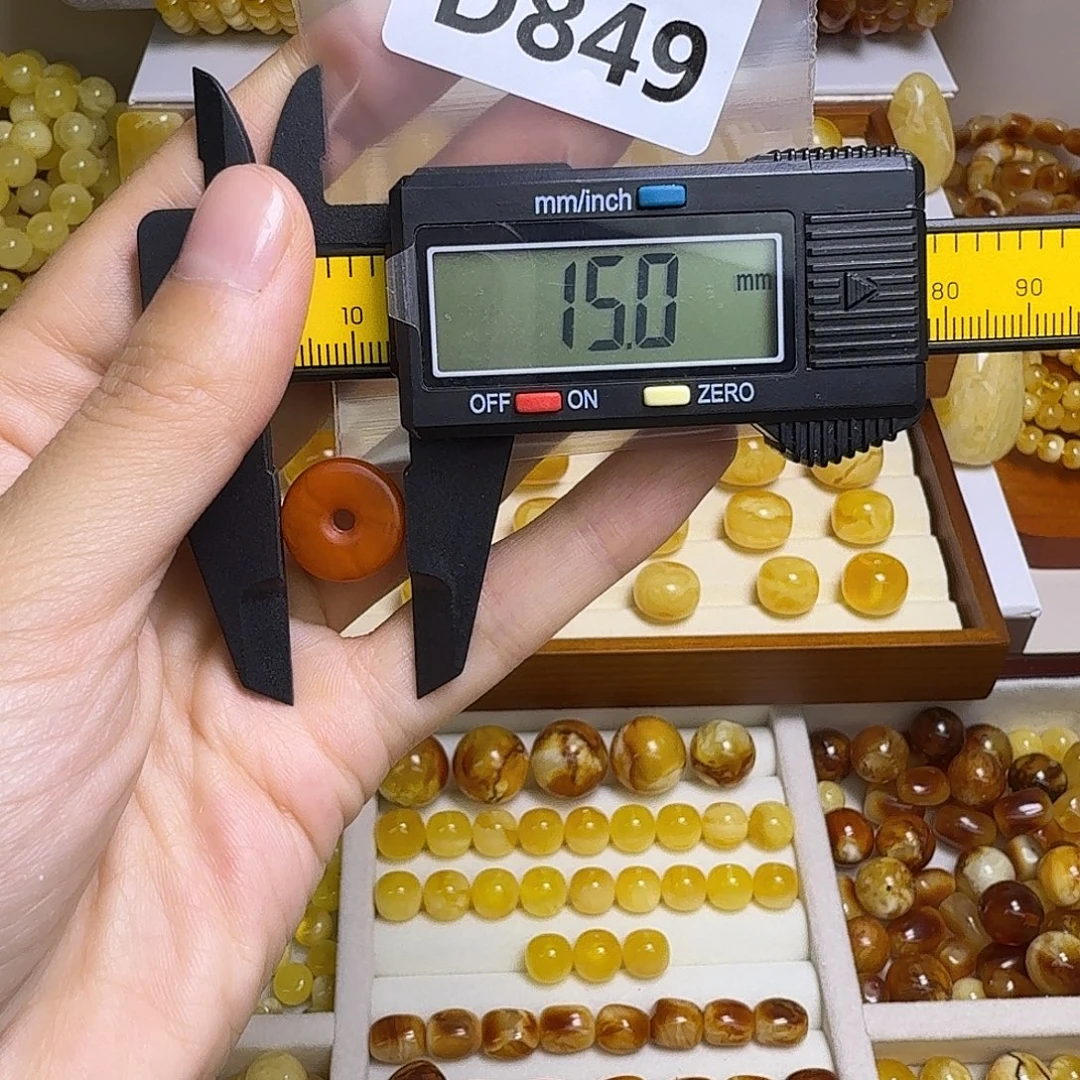 D849
mm/inch
15.0 mm
OFF ON ZERO
10 80 90